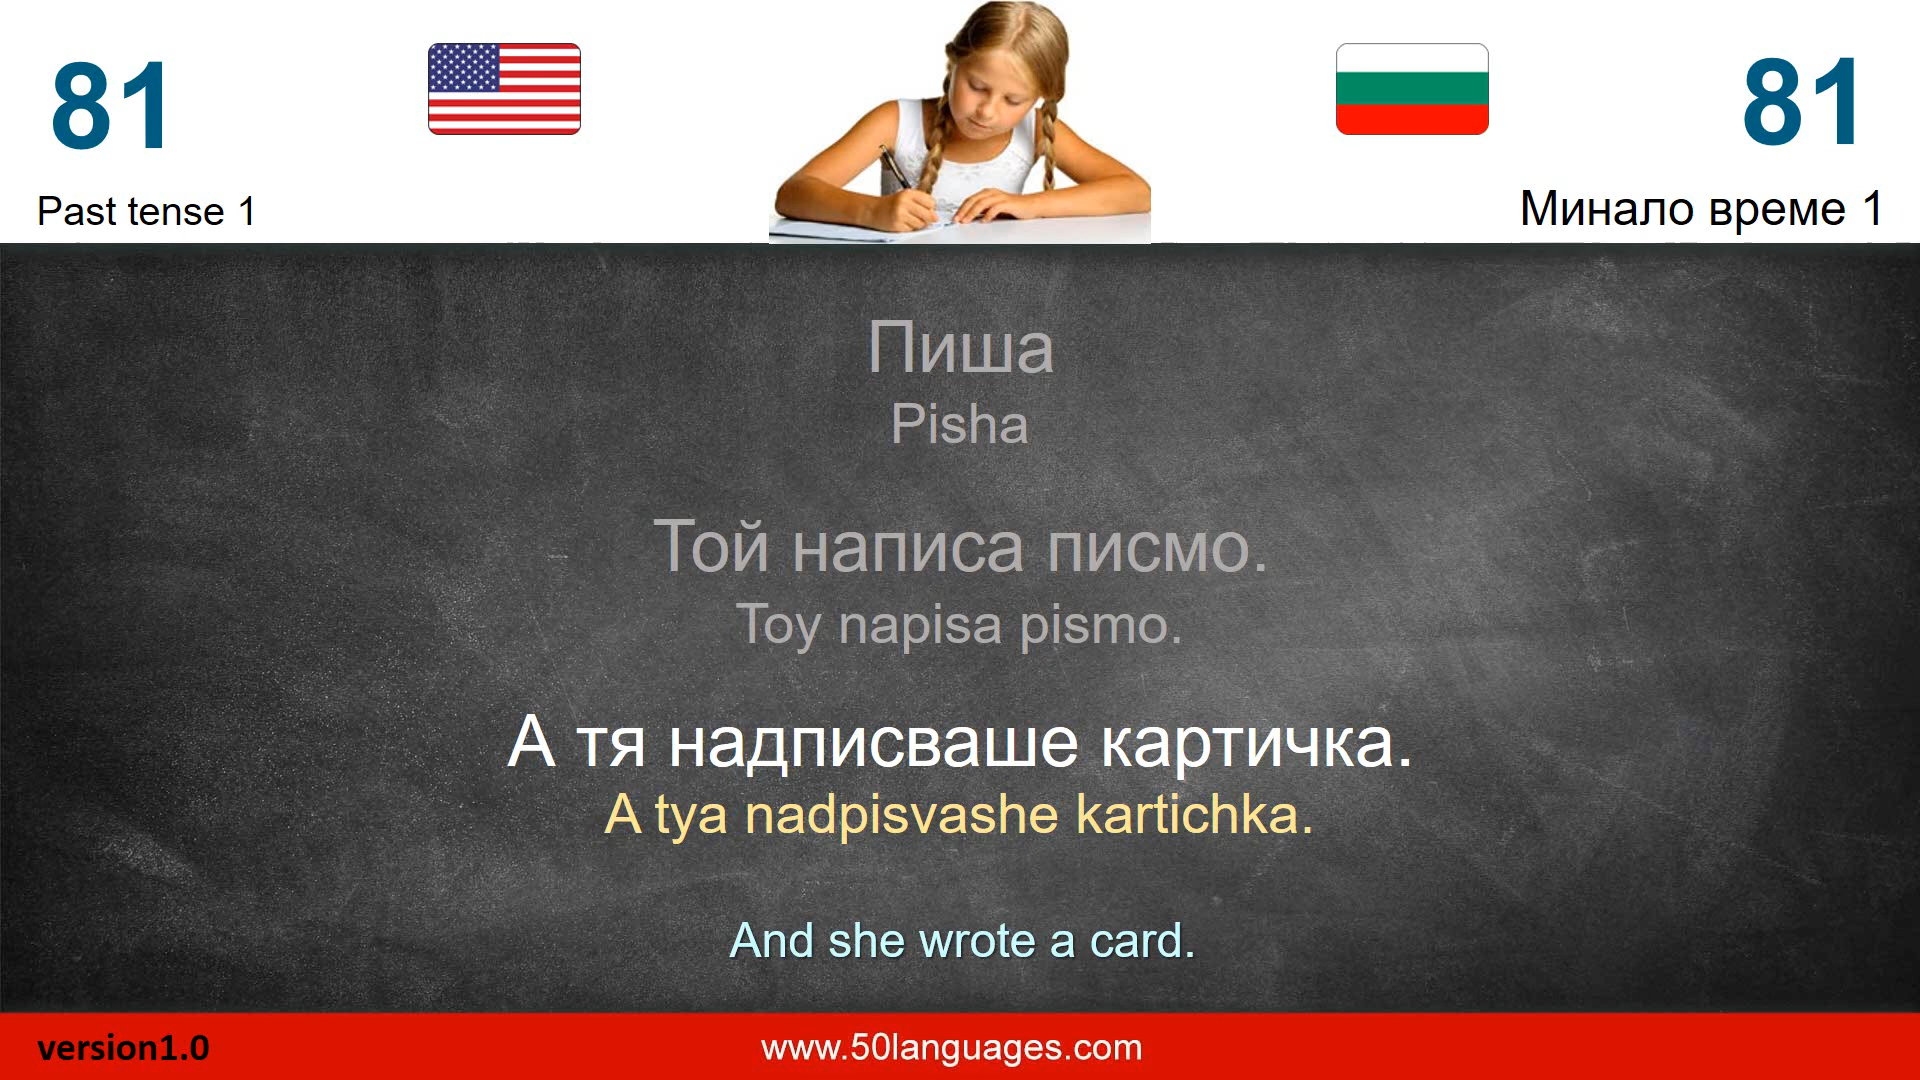 81
81
Past tense 1
Минало време 1
Пиша
Pisha
Той написа писмо.
Toy napisa pismo.
А тя надписваше картичка.
A tya nadpisvashe kartichka.
And she wrote a card.
version1.0
www.50languages.com